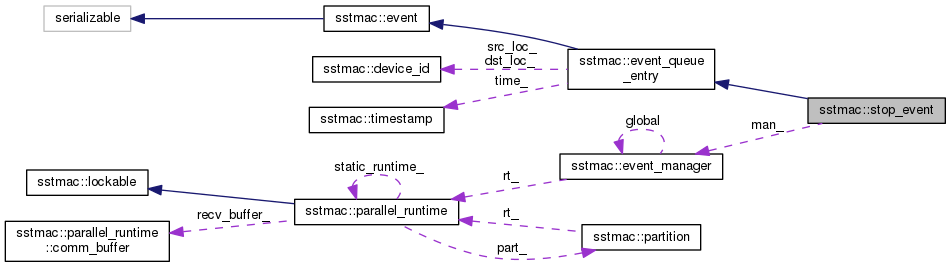 serializable
sstmac::event
src_loc_
dst_loc_
sstmac::device_id
time_
sstmac::timestamp
sstmac::event_queue
_entry
sstmac::stop_event
man_
global
sstmac::event_manager
static_runtime_
rt_
sstmac::lockable
sstmac::parallel_runtime
recv_buffer_
sstmac::parallel_runtime
::comm_buffer
rt_
part_
sstmac::partition